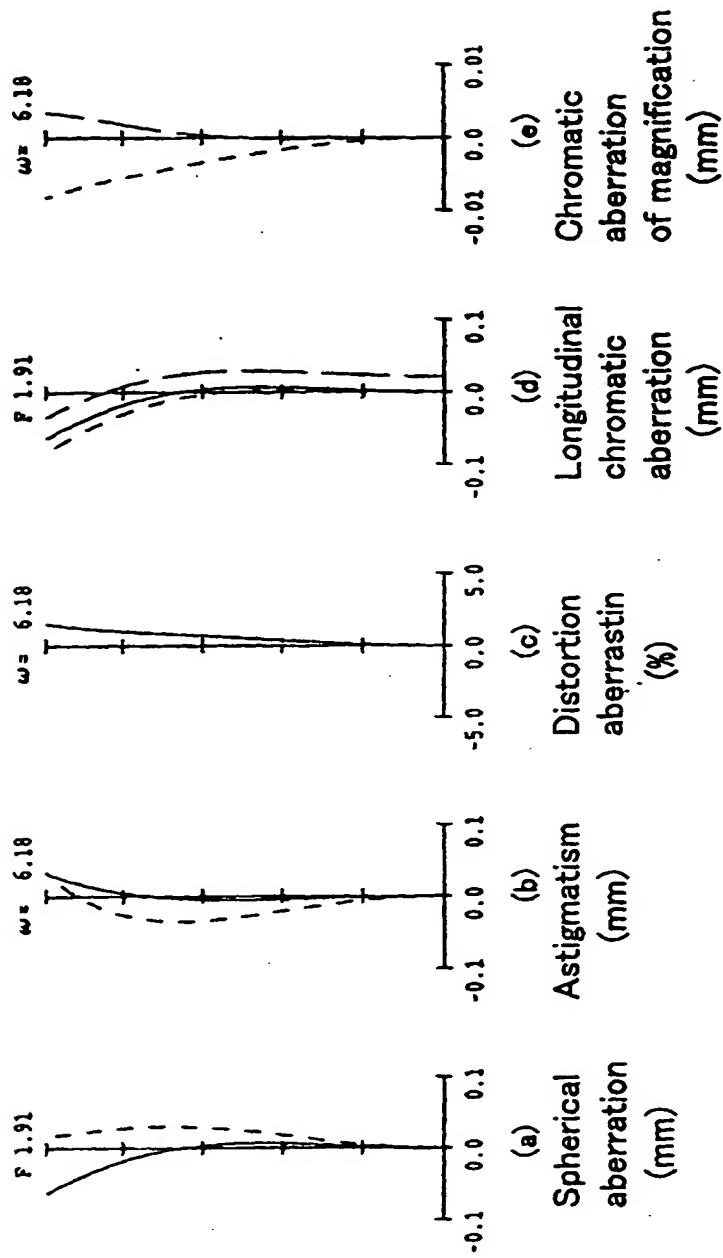 F 1.91
-0.1 0.0 0.1
(a)
Spherical
aberration
(mm)
ω= 6.18
-0.1 0.0 0.1
(b)
Astigmatism
(mm)
ω= 6.18
-5.0 0.0 5.0
(c)
Distortion
aberrastin
(%)
F 1.91
-0.1 0.0 0.1
(d)
Longitudinal
chromatic
aberration
(mm)
ω= 6.18
-0.01 0.0 0.01
(e)
Chromatic
aberration
of magnification
(mm)